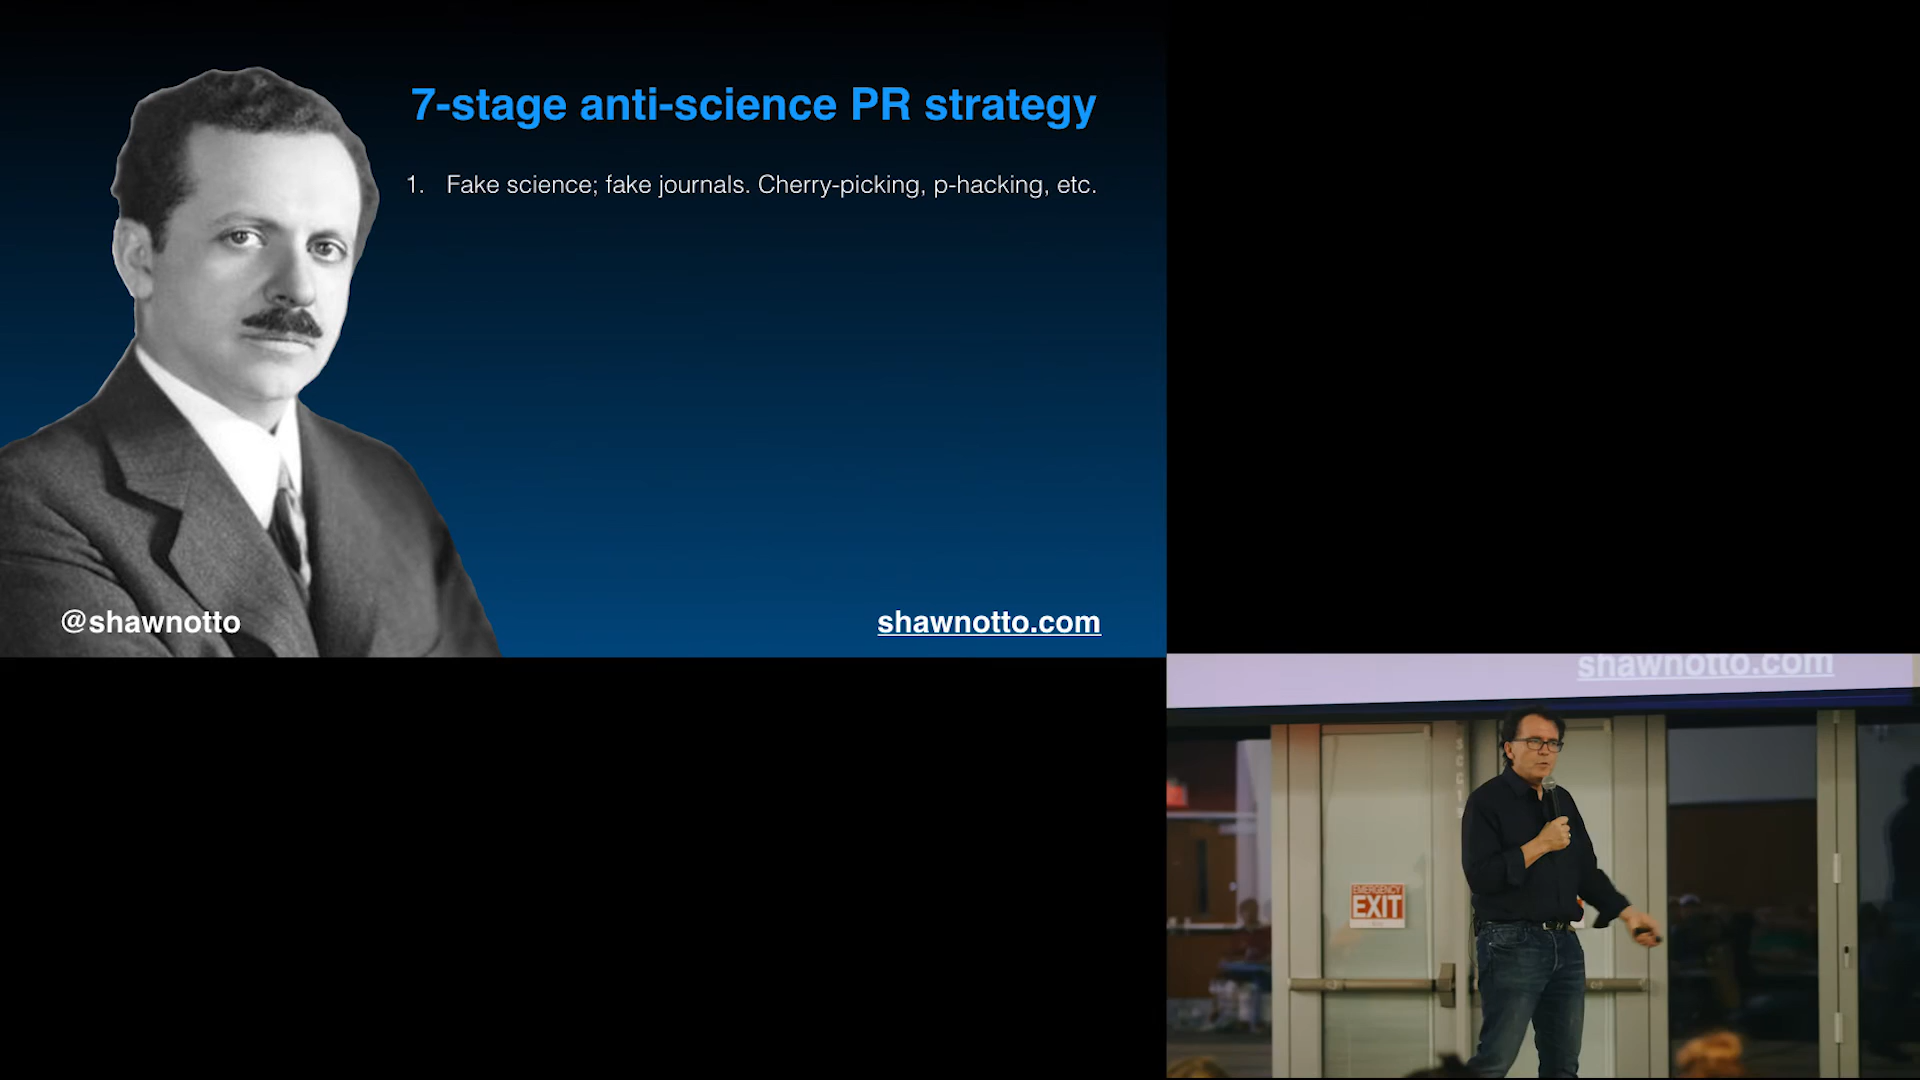 7-stage anti-science PR strategy
1. Fake science; fake journals. Cherry-picking, p-hacking, etc.
@shawnotto
shawnotto.com
shawnotto.com
EMERGENCY
EXIT